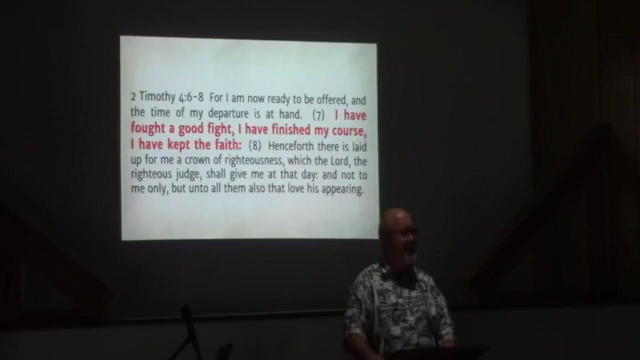 2 Timothy 4:6-8 For I am now ready to be offered, and
the time of my departure is at hand. (7) I have
fought a good fight, I have finished my course,
I have kept the faith: (8) Henceforth there is laid
up for me a crown of righteousness, which the Lord, the
righteous judge, shall give me at that day: and not to
me only, but unto all them also that love his appearing.